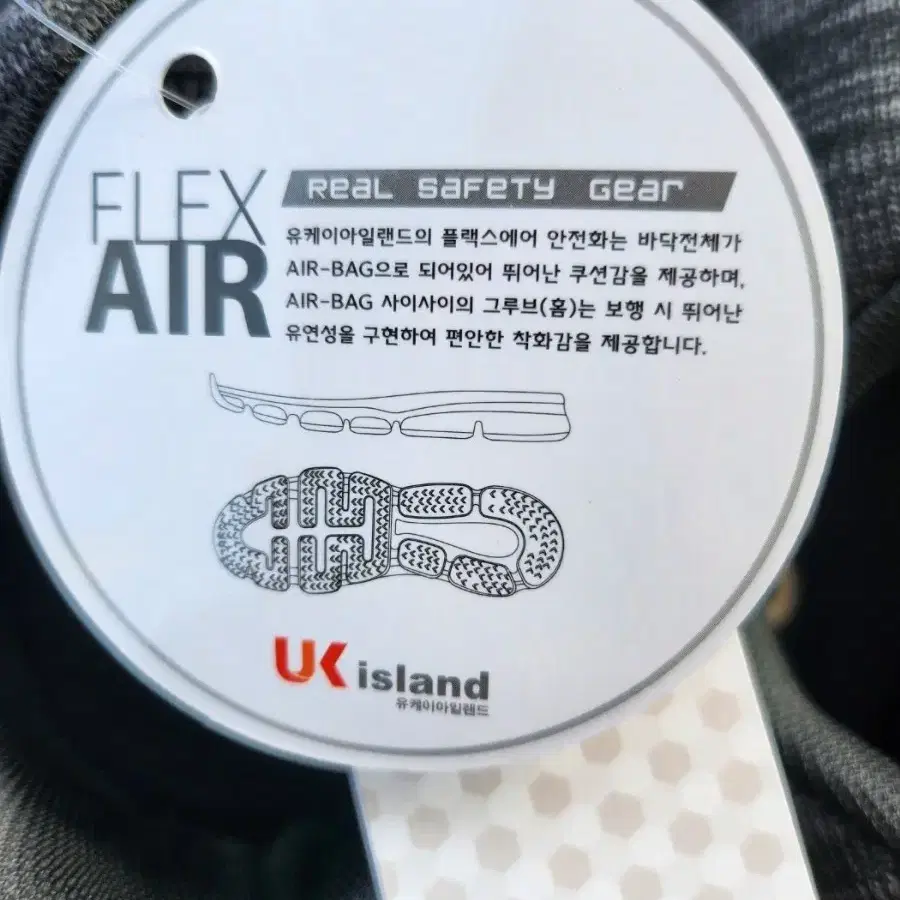 FLEX
AIR
Real Safety Gear
유케이아일랜드의 플랙스에어 안전화는 바닥전체가
AIR-BAG으로 되어있어 뛰어난 쿠션감을 제공하며,
AIR-BAG 사이사이의 그루브(홈)는 보행 시 뛰어난
유연성을 구현하여 편안한 착화감을 제공합니다.
UK island
유케이아일랜드